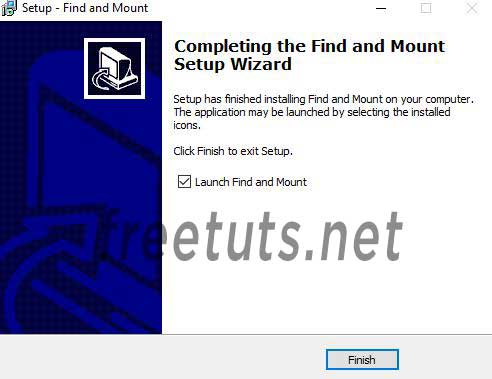 Setup - Find and Mount
Completing the Find and Mount
Setup Wizard
Setup has finished installing Find and Mount on your computer.
The application may be launched by selecting the installed
icons.
Click Finish to exit Setup.
Launch Find and Mount
freetuts.net
Finish